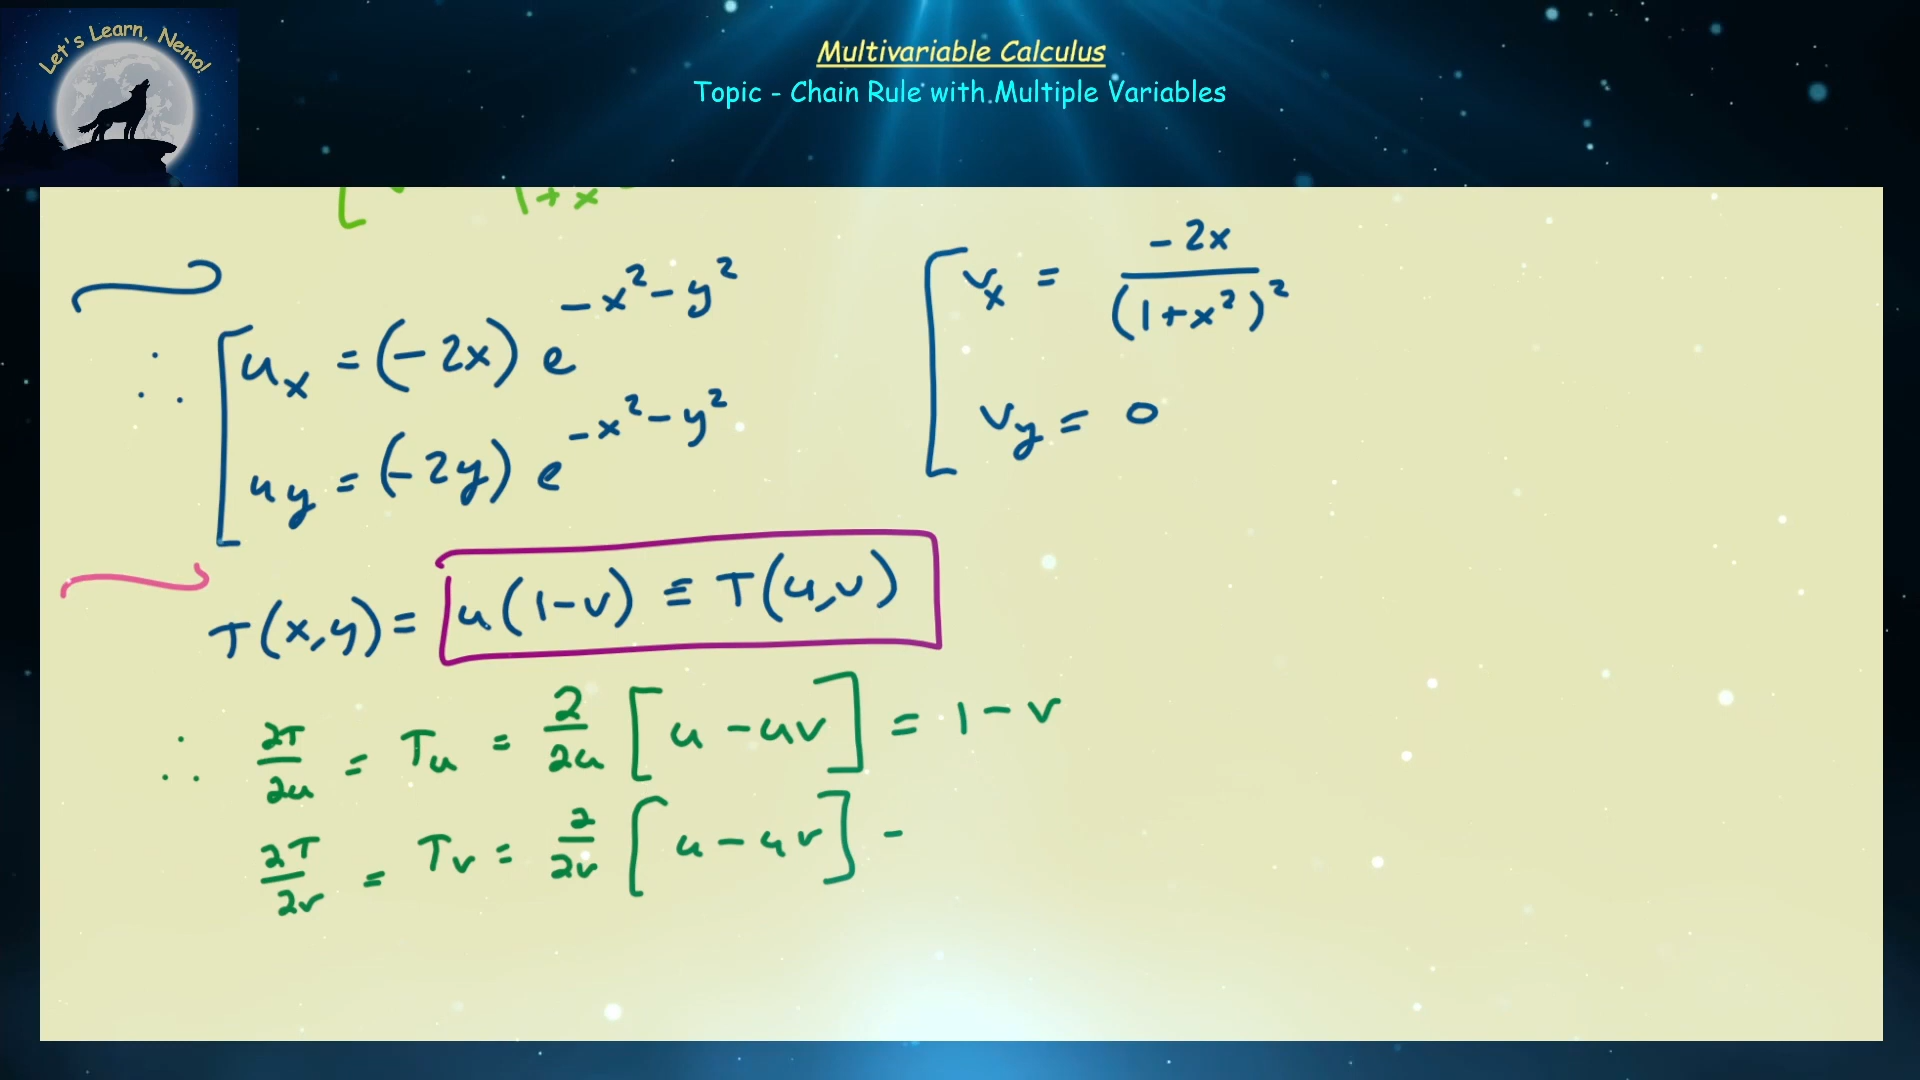 Let's Learn, Nemo!
Multivariable Calculus
Topic - Chain Rule with Multiple Variables
1+x
∴ u_x = (-2x) e^{-x²-y²}
u_y = (-2y) e^{-x²-y²}
v_x = -2x / (1+x²)²
v_y = 0
T(x,y) = u(1-v) ≡ T(u,v)
∴ ∂T/∂u = T_u = ∂/∂u [u - uv] = 1 - v
∂T/∂v = T_v = ∂/∂v [u - uv] -